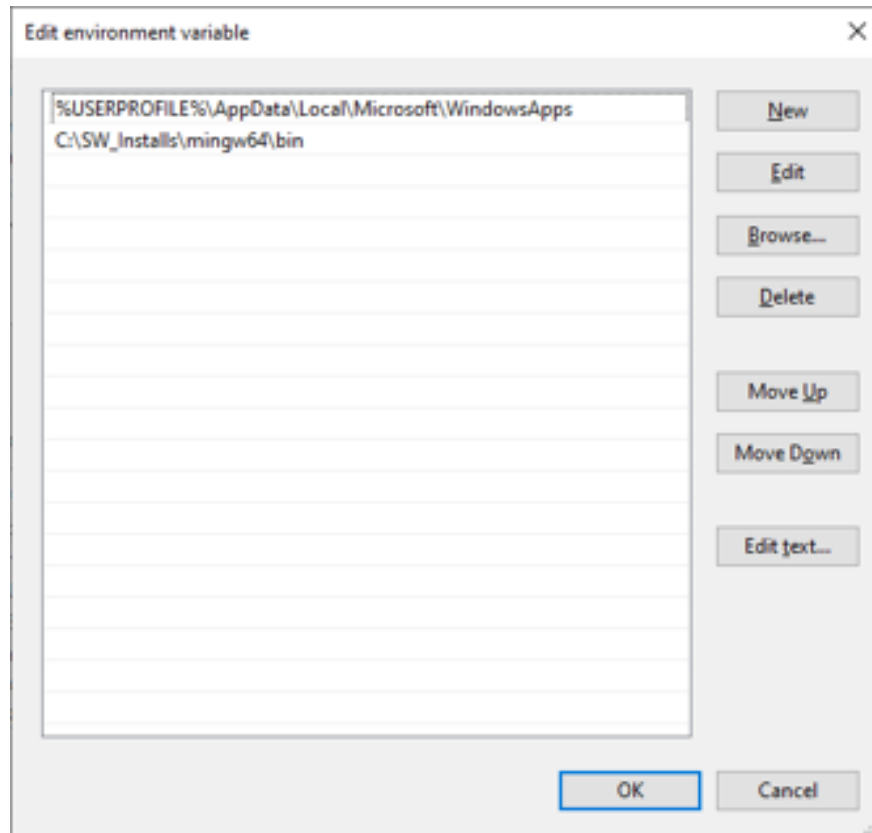 Edit environment variable
%USERPROFILE%\AppData\Local\Microsoft\WindowsApps
C:\SW_Installs\mingw64\bin
New
Edit
Browse...
Delete
Move Up
Move Down
Edit text...
OK
Cancel